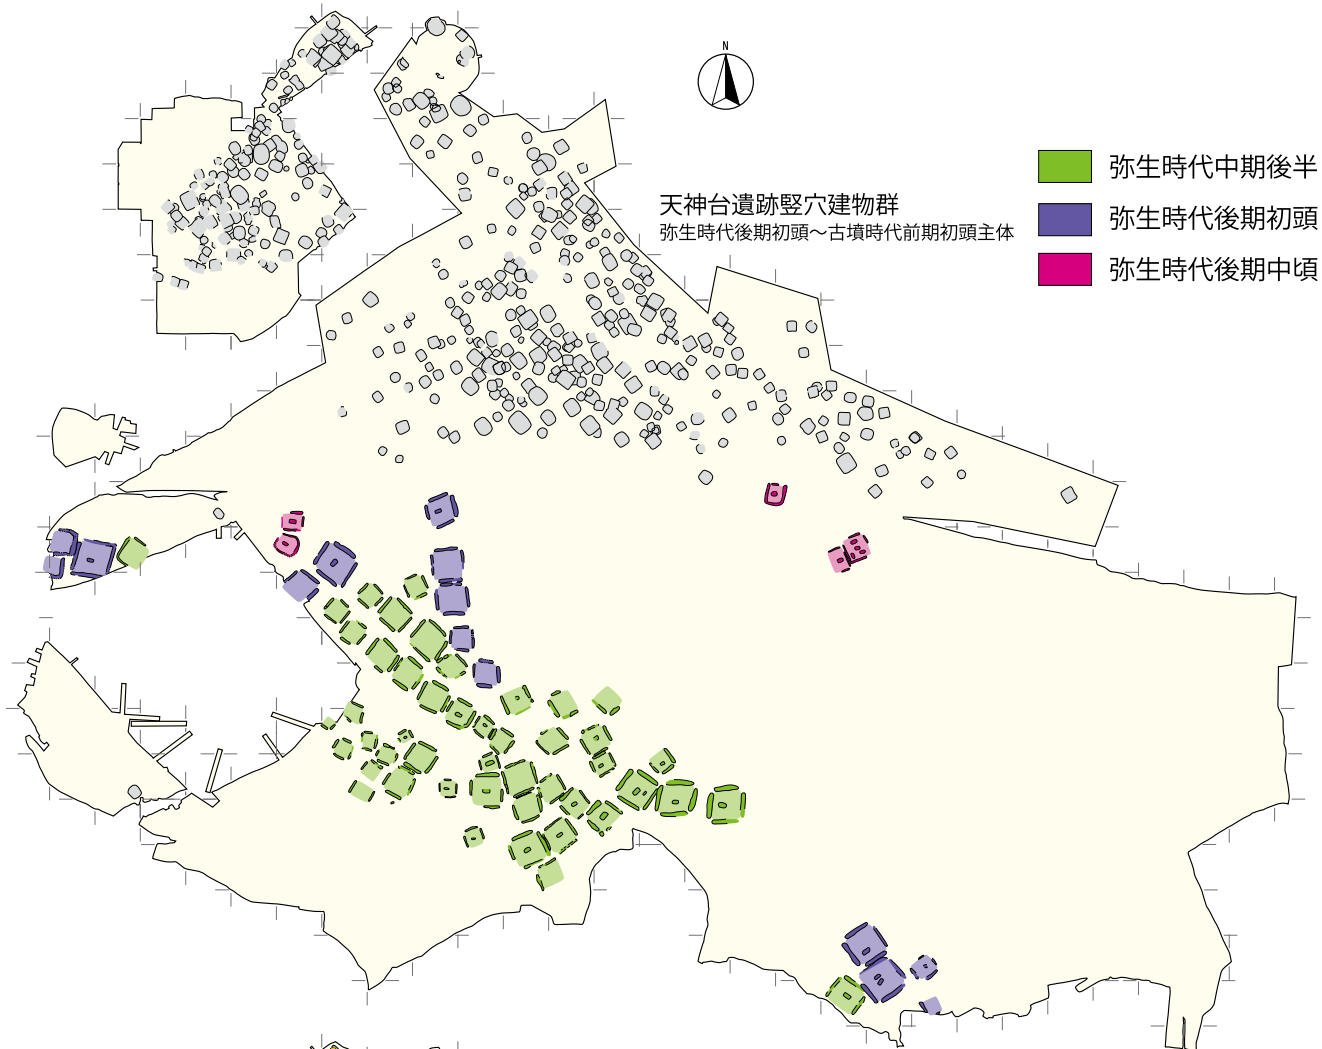 N
弥生時代中期後半
弥生時代後期初頭
弥生時代後期中頃
天神台遺跡竪穴建物群
弥生時代後期初頭～古墳時代前期初頭主体